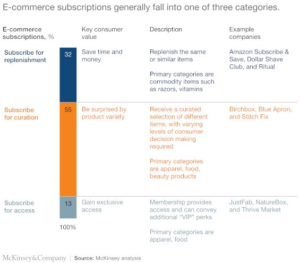 E-commerce subscriptions generally fall into one of three categories.
E-commerce subscriptions, %
Key consumer value
Description
Example companies
Subscribe for replenishment
32
Save time and money
Replenish the same or similar items
Primary categories are commodity items such as razors, vitamins
Amazon Subscribe & Save, Dollar Shave Club, and Ritual
Subscribe for curation
55
Be surprised by product variety
Receive a curated selection of different items, with varying levels of consumer decision making required
Primary categories are apparel, food, beauty products
Birchbox, Blue Apron, and Stitch Fix
Subscribe for access
13
Gain exclusive access
Membership provides access and can convey additional "VIP" perks
Primary categories are apparel, food
JustFab, NatureBox, and Thrive Market
100%
McKinsey&Company | Source: McKinsey analysis